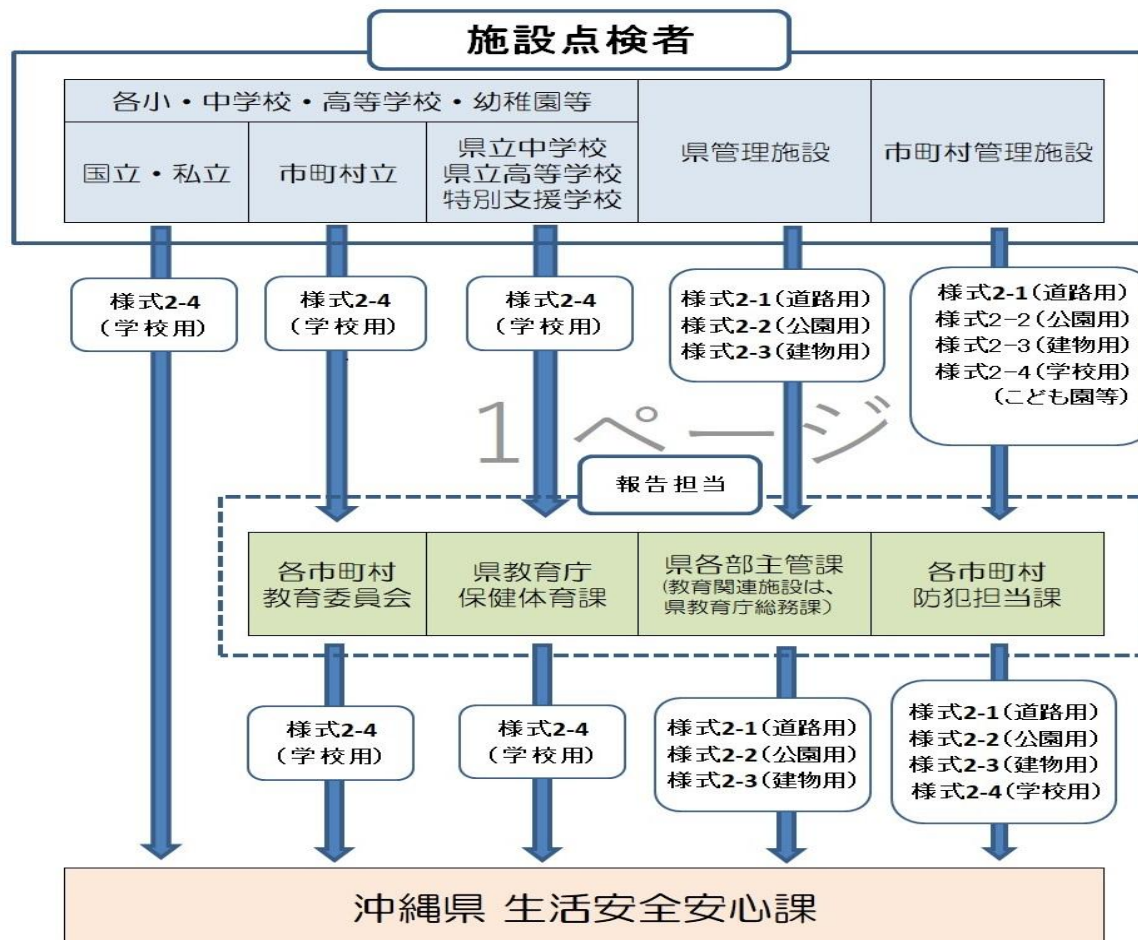 施設点検者
各小・中学校・高等学校・幼稚園等
国立・私立
市町村立
県立中学校
県立高等学校
特別支援学校
県管理施設
市町村管理施設
様式2-4
(学校用)
様式2-4
(学校用)
様式2-4
(学校用)
様式2-1(道路用)
様式2-2(公園用)
様式2-3(建物用)
様式2-1(道路用)
様式2-2(公園用)
様式2-3(建物用)
様式2-4(学校用)
(こども園等)
1 ページ
報告担当
各市町村
教育委員会
県教育庁
保健体育課
県各部主管課
(教育関連施設は、
県教育庁総務課)
各市町村
防犯担当課
様式2-4
(学校用)
様式2-4
(学校用)
様式2-1(道路用)
様式2-2(公園用)
様式2-3(建物用)
様式2-1(道路用)
様式2-2(公園用)
様式2-3(建物用)
様式2-4(学校用)
沖縄県 生活安全安心課